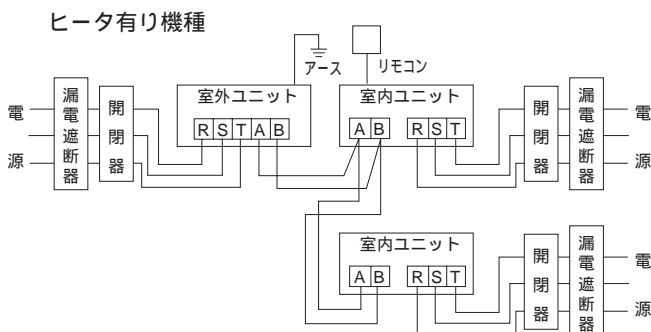 ヒータ有り機種
アース
リモコン
電源
漏電遮断器
開閉器
室外ユニット
R S T A B
室内ユニット
A B
R S T
開閉器
漏電遮断器
電源
室内ユニット
A B
R S T
開閉器
漏電遮断器
電源